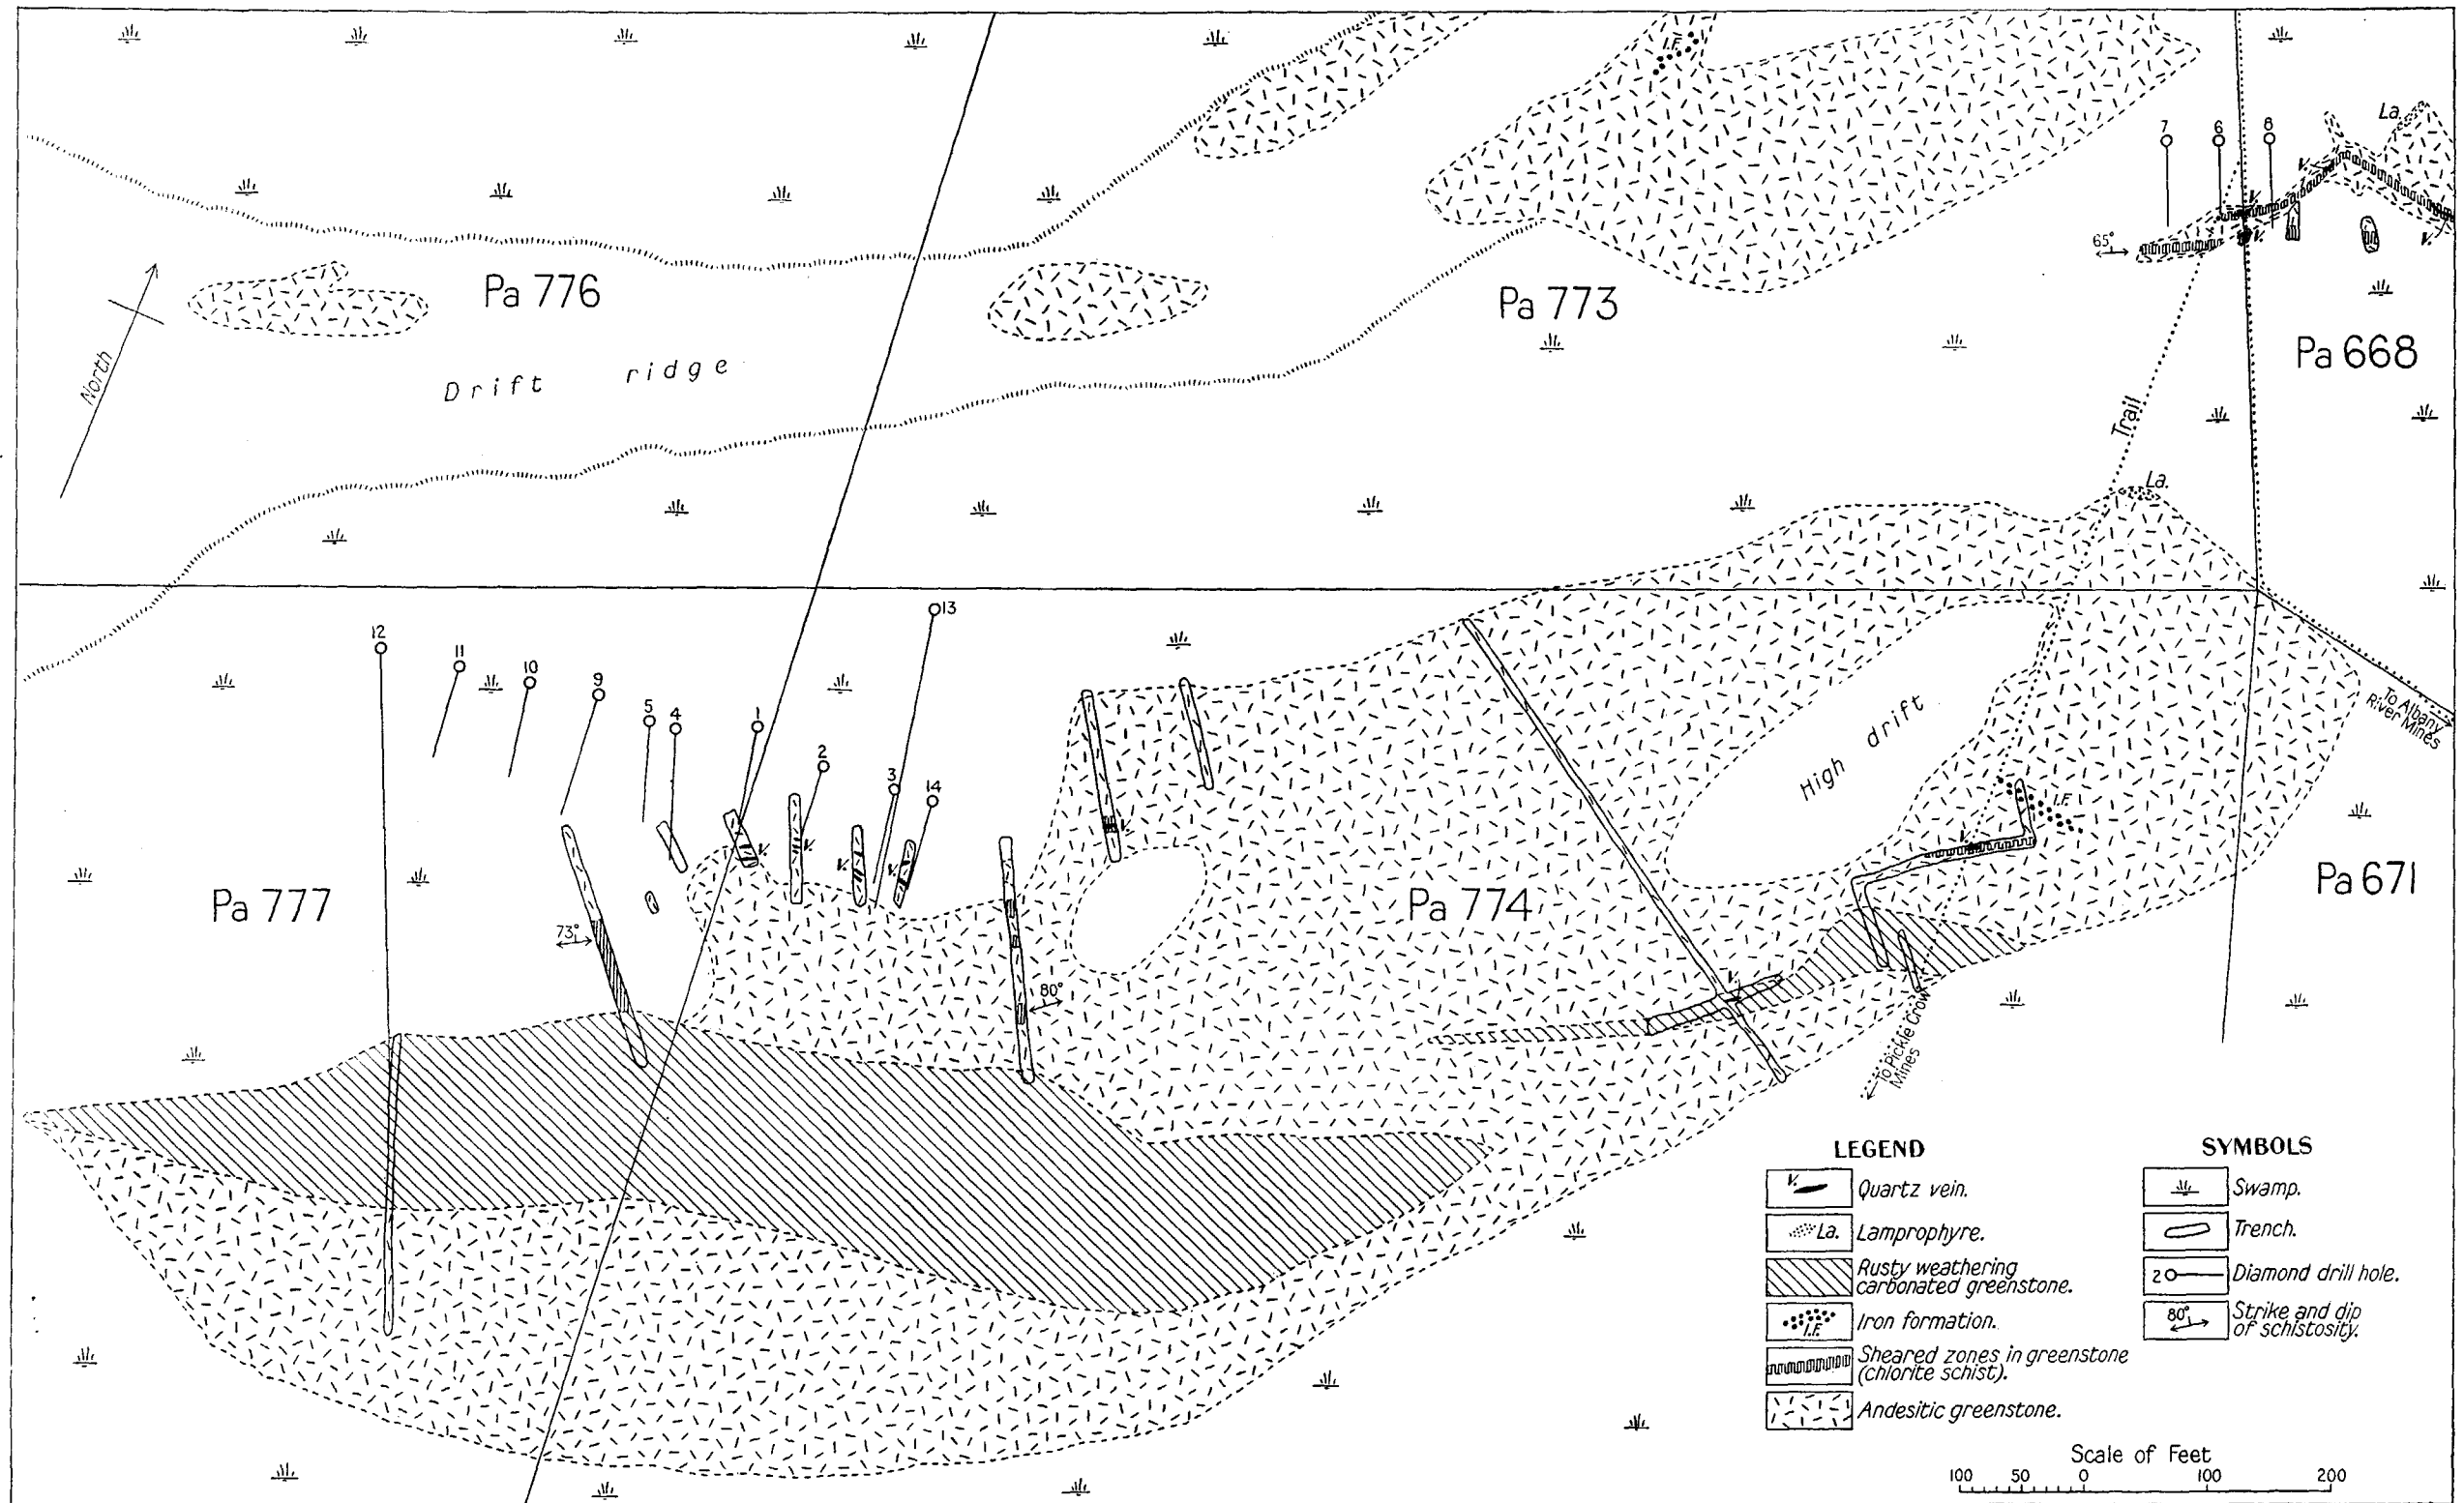 I.F.
La.
7
6
8
65°
Pa 776
Pa 773
Pa 668
North
Drift ridge
Trail
La.
13
12
11
10
9
5
4
1
2
3
14
To Albany
River Mines
High drift
I.F.
V.
V.
V.
V.
V.
V.
V.
Pa 777
Pa 774
Pa 671
73°
80°
To Pickle Crow
Mines
LEGEND
V. Quartz vein.
La. Lamprophyre.
Rusty weathering
carbonated greenstone.
I.F. Iron formation.
Sheared zones in greenstone
(chlorite schist).
Andesitic greenstone.
SYMBOLS
Swamp.
Trench.
2 Diamond drill hole.
80° Strike and dip
of schistosity.
Scale of Feet
100 50 0 100 200